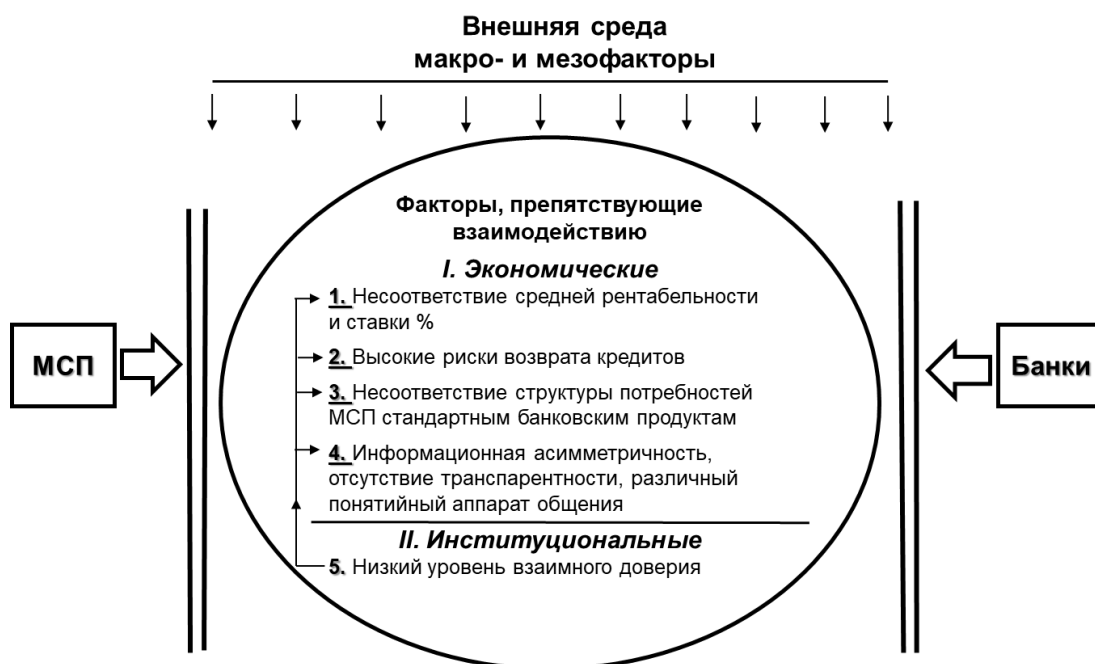 Внешняя среда
макро- и мезофакторы
Факторы, препятствующие
взаимодействию
I. Экономические
1. Несоответствие средней рентабельности
и ставки %
2. Высокие риски возврата кредитов
3. Несоответствие структуры потребностей
МСП стандартным банковским продуктам
4. Информационная асимметричность,
отсутствие транспарентности, различный
понятийный аппарат общения
II. Институциональные
5. Низкий уровень взаимного доверия
МСП
Банки